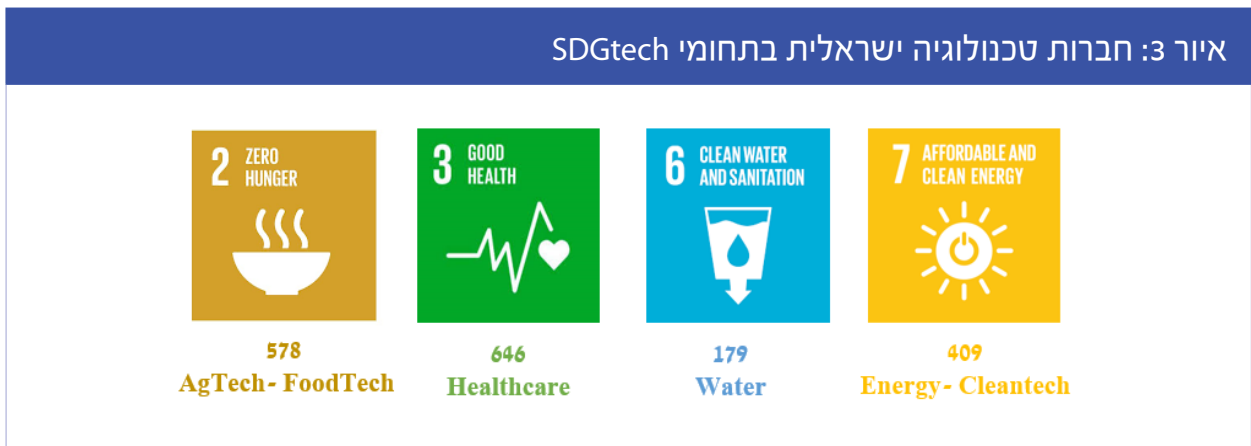 איור 3: חברות טכנולוגיה ישראלית בתחומי SDGtech
2 ZERO
HUNGER
3 GOOD
HEALTH
6 CLEAN WATER
AND SANITATION
7 AFFORDABLE AND
CLEAN ENERGY
578
AgTech- FoodTech
646
Healthcare
179
Water
409
Energy- Cleantech